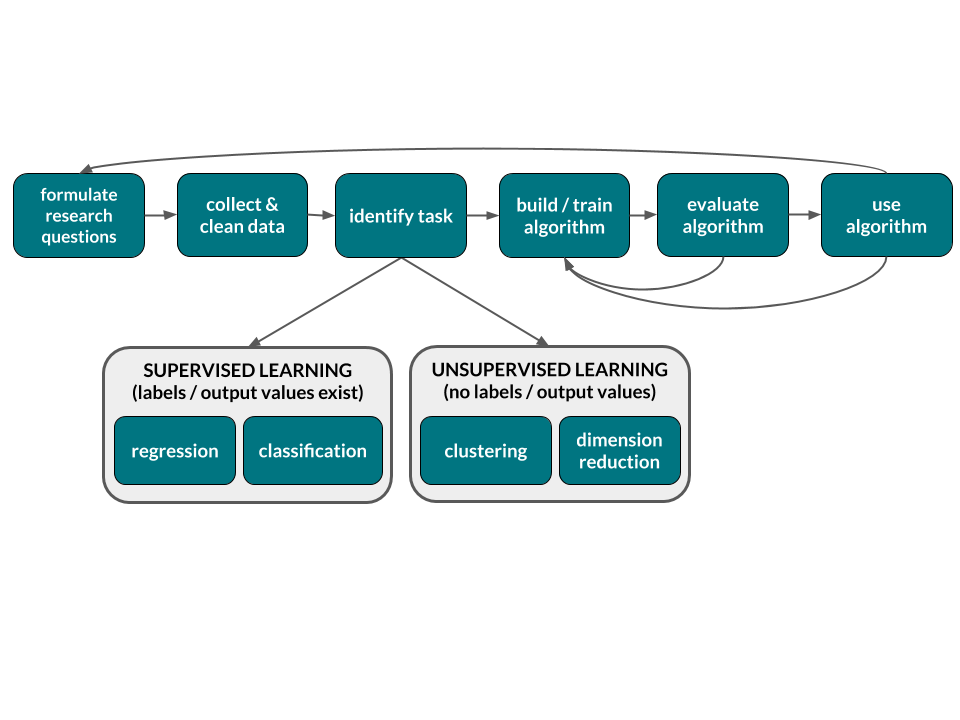 formulate
research
questions
collect &
clean data
identify task
build / train
algorithm
evaluate
algorithm
use
algorithm
SUPERVISED LEARNING
(labels / output values exist)
regression
classification
UNSUPERVISED LEARNING
(no labels / output values)
clustering
dimension
reduction